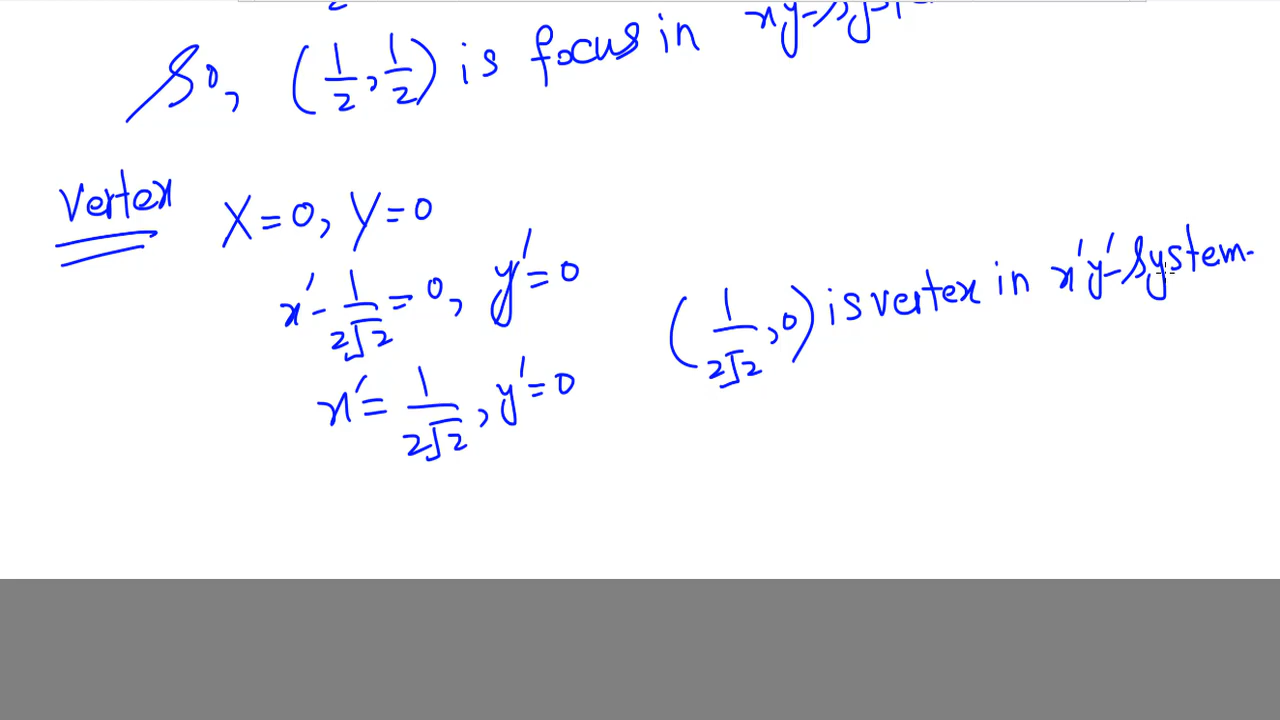 So, (1/2, 1/2) is focus in xy-
Vertex X=0, Y=0
x' - 1/2√2 = 0, y'=0
(1/2√2, 0) is vertex in x'y'-System.
x' = 1/2√2, y'=0